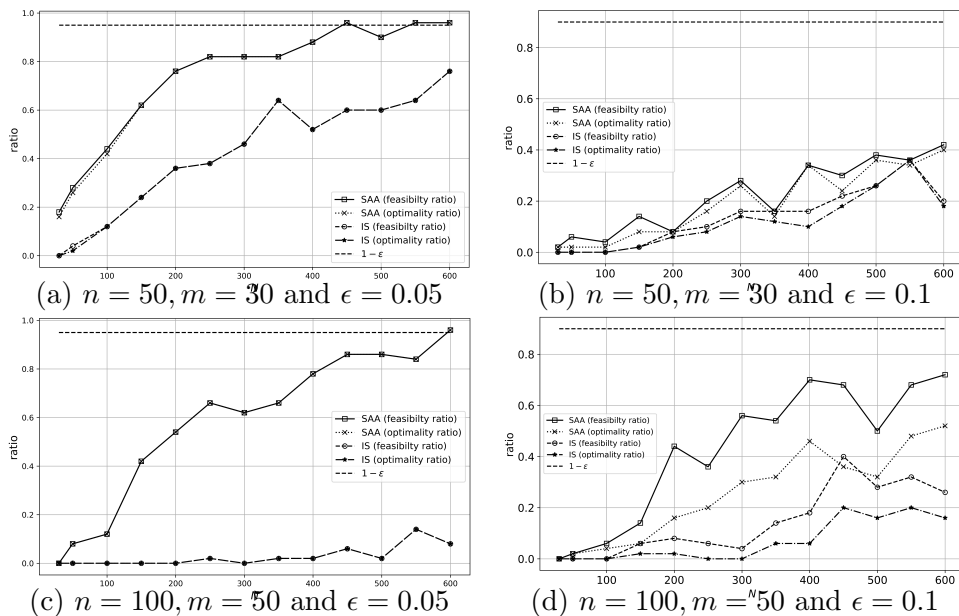 1.0
0.8
0.6
0.4
0.2
0.0
ratio
100 200 300 400 500 600
N
SAA (feasibilty ratio)
SAA (optimality ratio)
IS (feasibilty ratio)
IS (optimality ratio)
1 − ε
(a) n = 50, m = 30 and ϵ = 0.05
0.8
0.6
0.4
0.2
0.0
ratio
100 200 300 400 500 600
N
SAA (feasibilty ratio)
SAA (optimality ratio)
IS (feasibilty ratio)
IS (optimality ratio)
1 − ε
(b) n = 50, m = 30 and ϵ = 0.1
1.0
0.8
0.6
0.4
0.2
0.0
ratio
100 200 300 400 500 600
N
SAA (feasibilty ratio)
SAA (optimality ratio)
IS (feasibilty ratio)
IS (optimality ratio)
1 − ε
(c) n = 100, m = 50 and ϵ = 0.05
0.8
0.6
0.4
0.2
0.0
ratio
100 200 300 400 500 600
N
SAA (feasibilty ratio)
SAA (optimality ratio)
IS (feasibilty ratio)
IS (optimality ratio)
1 − ε
(d) n = 100, m = 50 and ϵ = 0.1